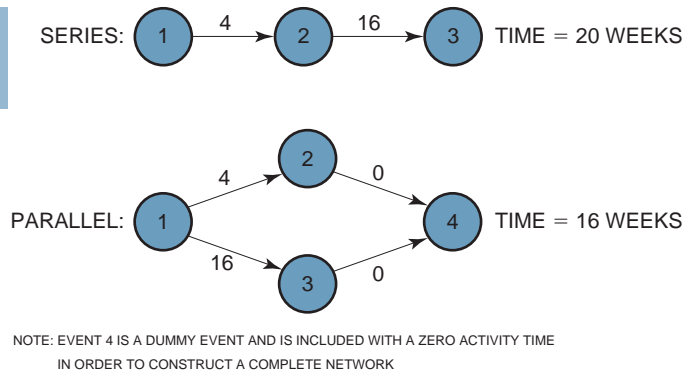 SERIES: 1 4 2 16 3 TIME = 20 WEEKS
2
4 0
PARALLEL: 1 4 TIME = 16 WEEKS
16 0
3
NOTE: EVENT 4 IS A DUMMY EVENT AND IS INCLUDED WITH A ZERO ACTIVITY TIME
IN ORDER TO CONSTRUCT A COMPLETE NETWORK